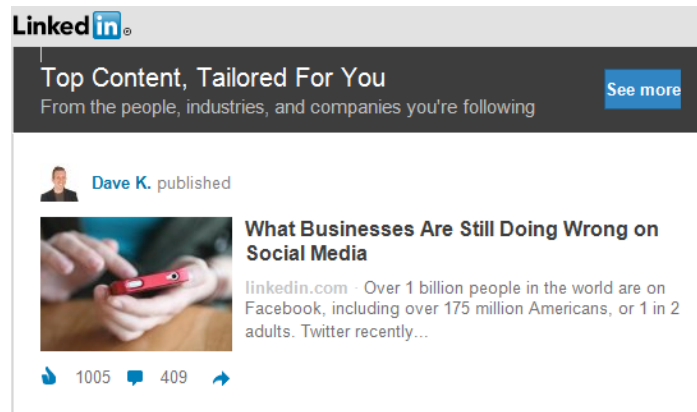 Linked in ®
Top Content, Tailored For You
See more
From the people, industries, and companies you're following
Dave K. published
What Businesses Are Still Doing Wrong on
Social Media
linkedin.com · Over 1 billion people in the world are on
Facebook, including over 175 million Americans, or 1 in 2
adults. Twitter recently...
1005 409